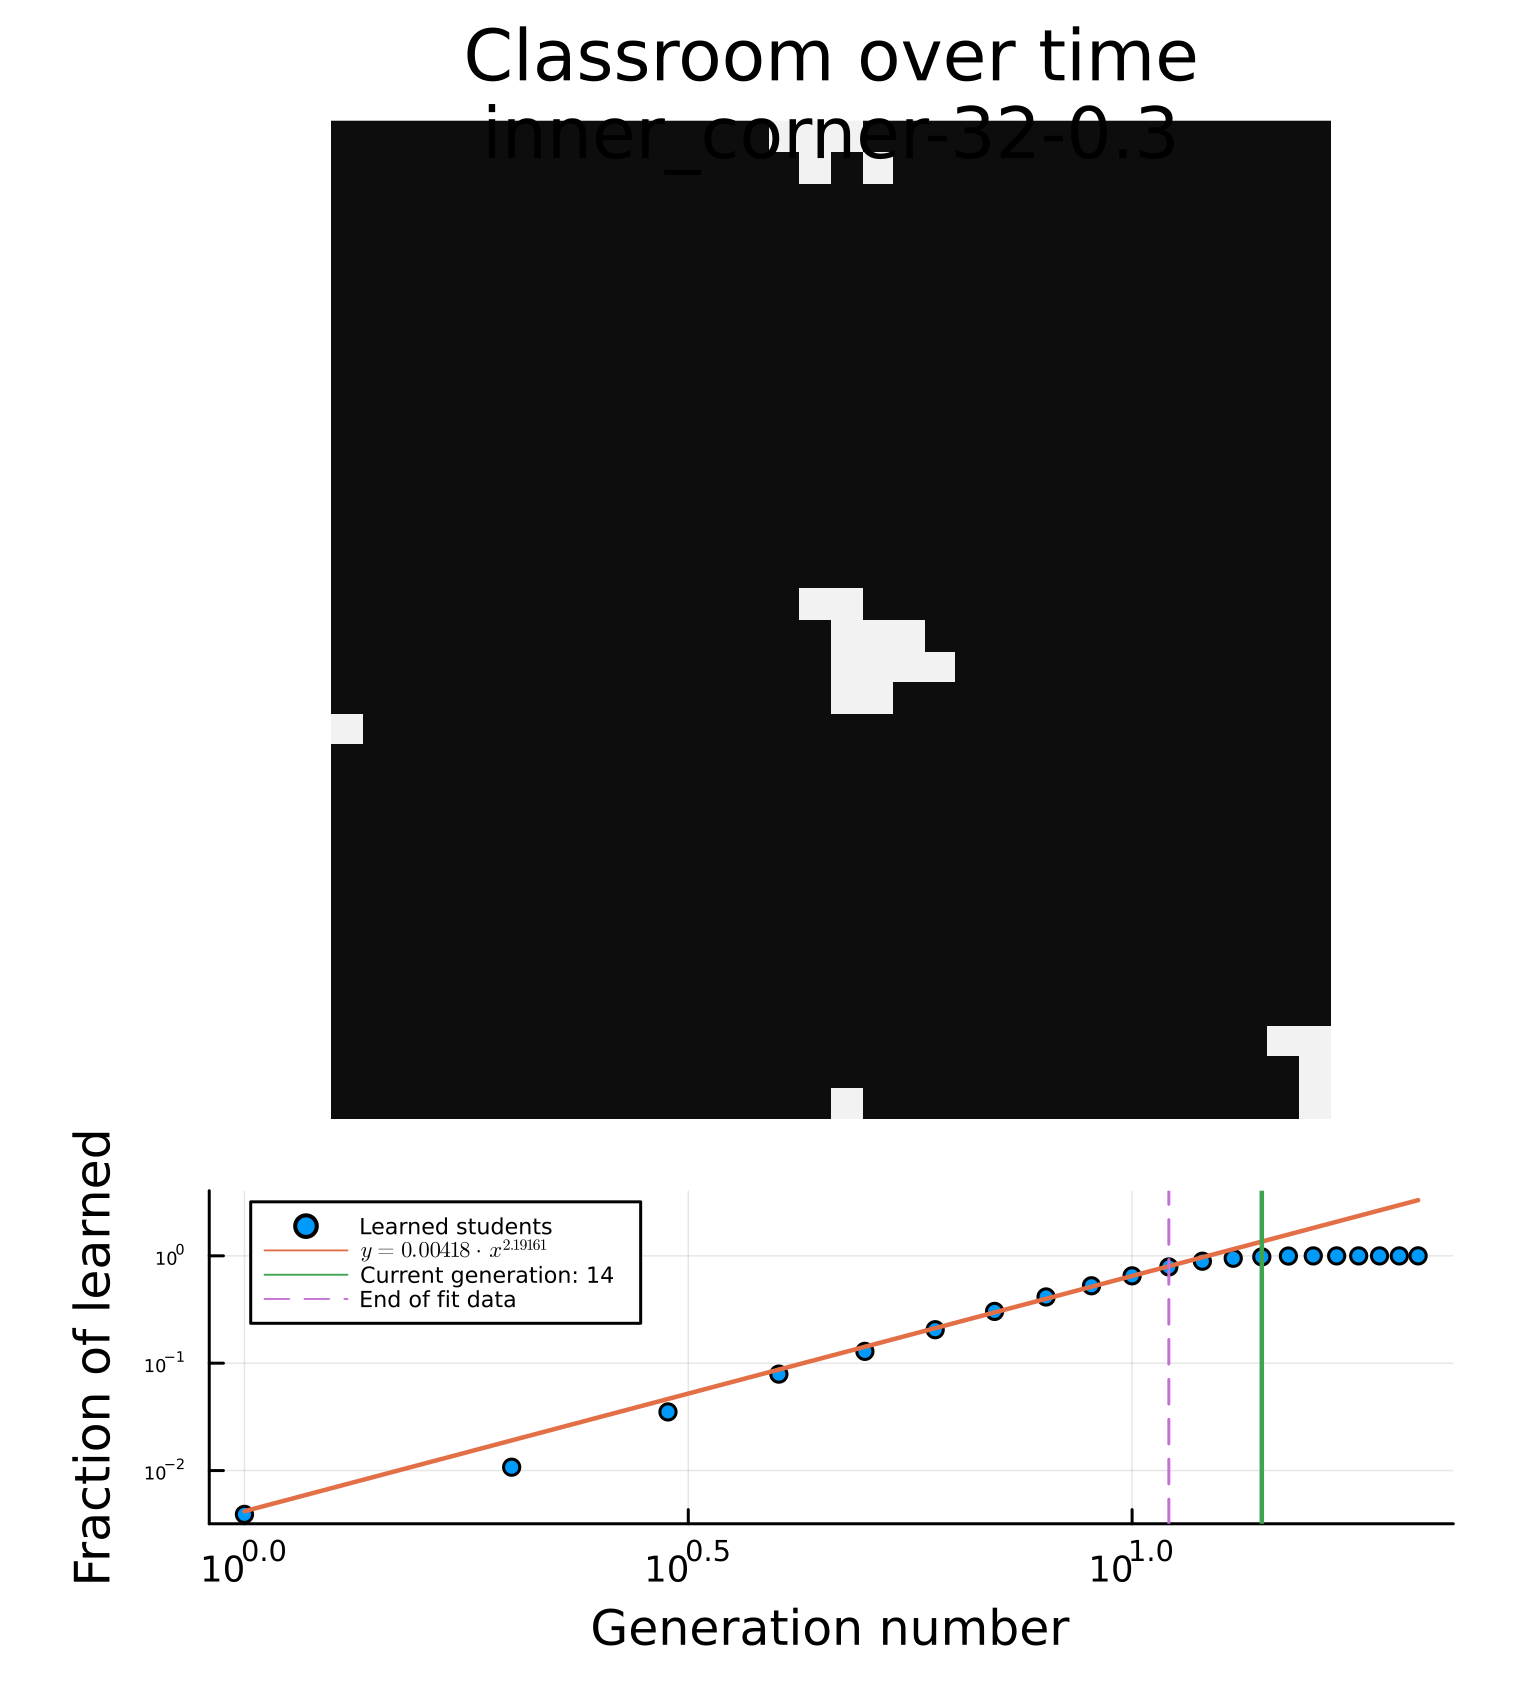 Classroom over time
inner_corner-32-0.3
Fraction of learned
Learned students
y = 0.00418 · x^2.19161
Current generation: 14
End of fit data
10^0
10^−1
10^−2
10^0.0 10^0.5 10^1.0
Generation number